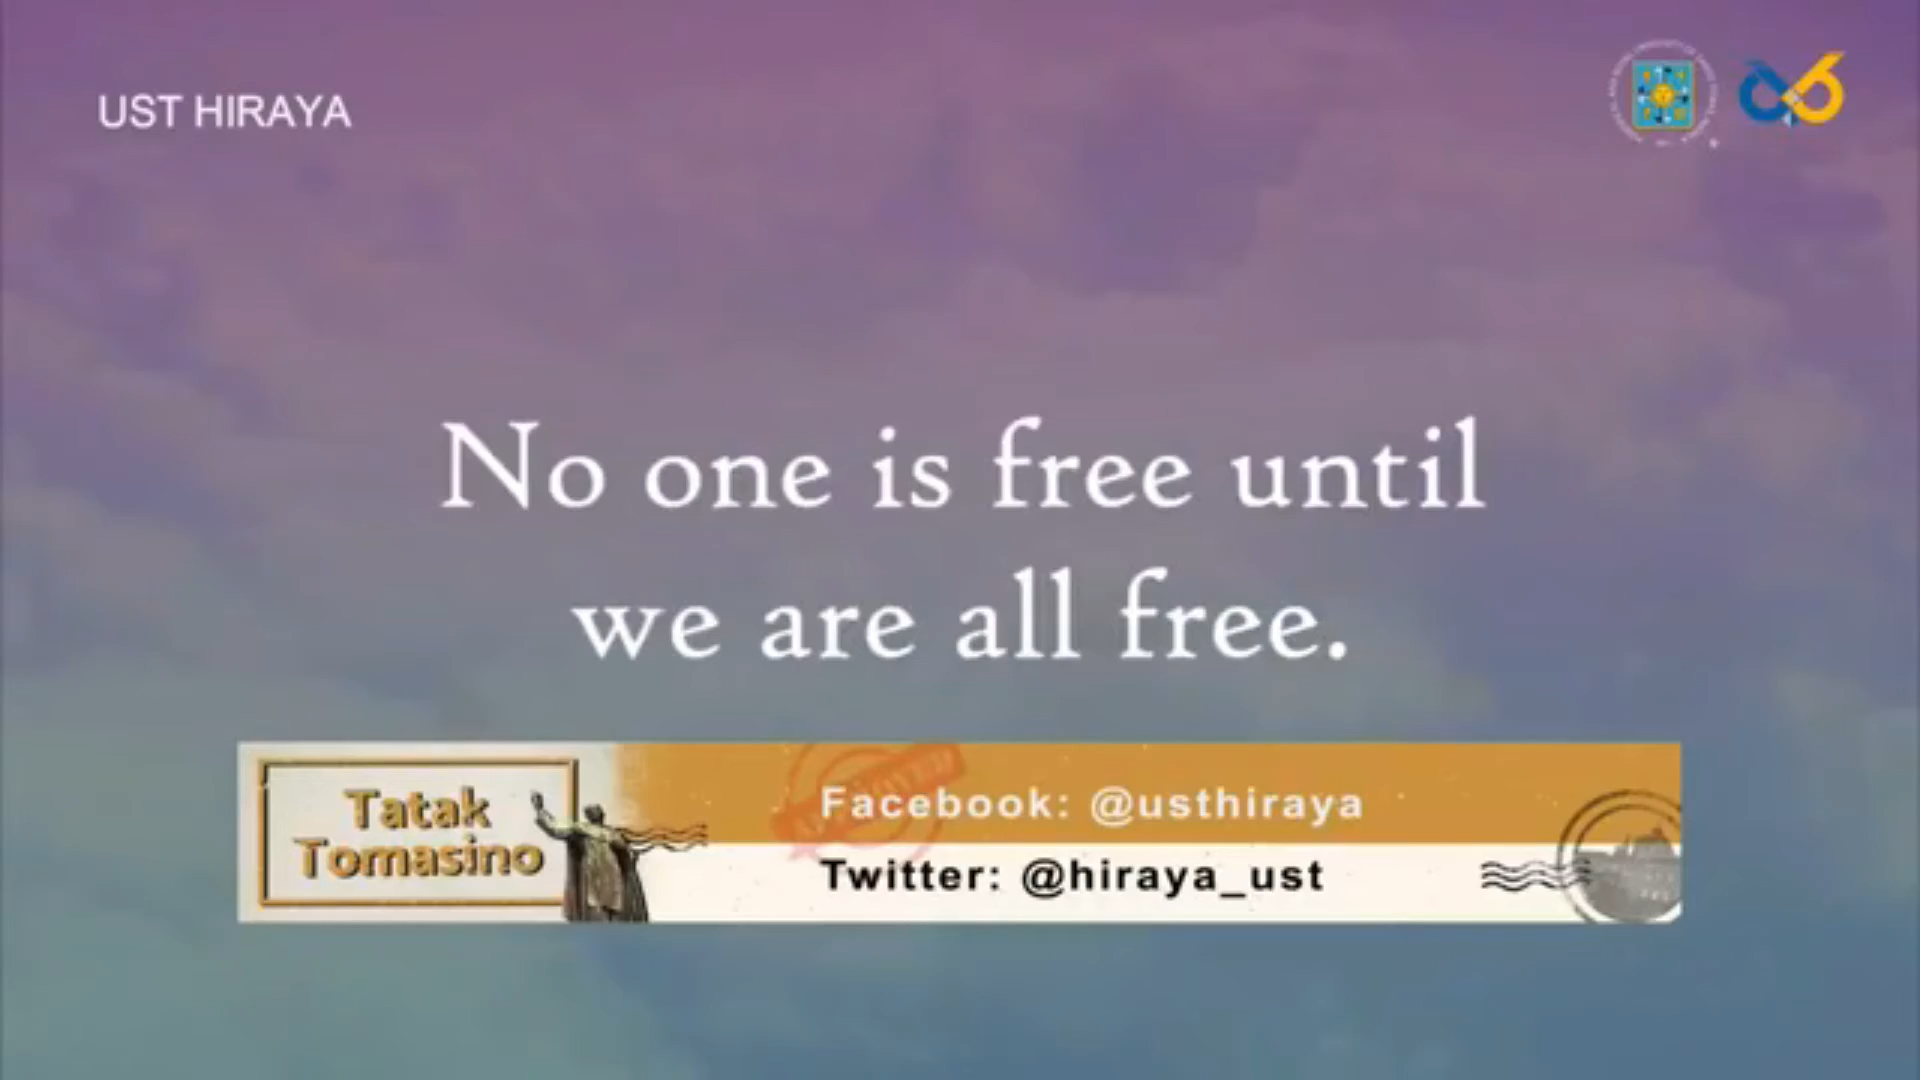 UST HIRAYA
No one is free until
we are all free.
Tatak
Tomasino
Facebook: @usthiraya
Twitter: @hiraya_ust